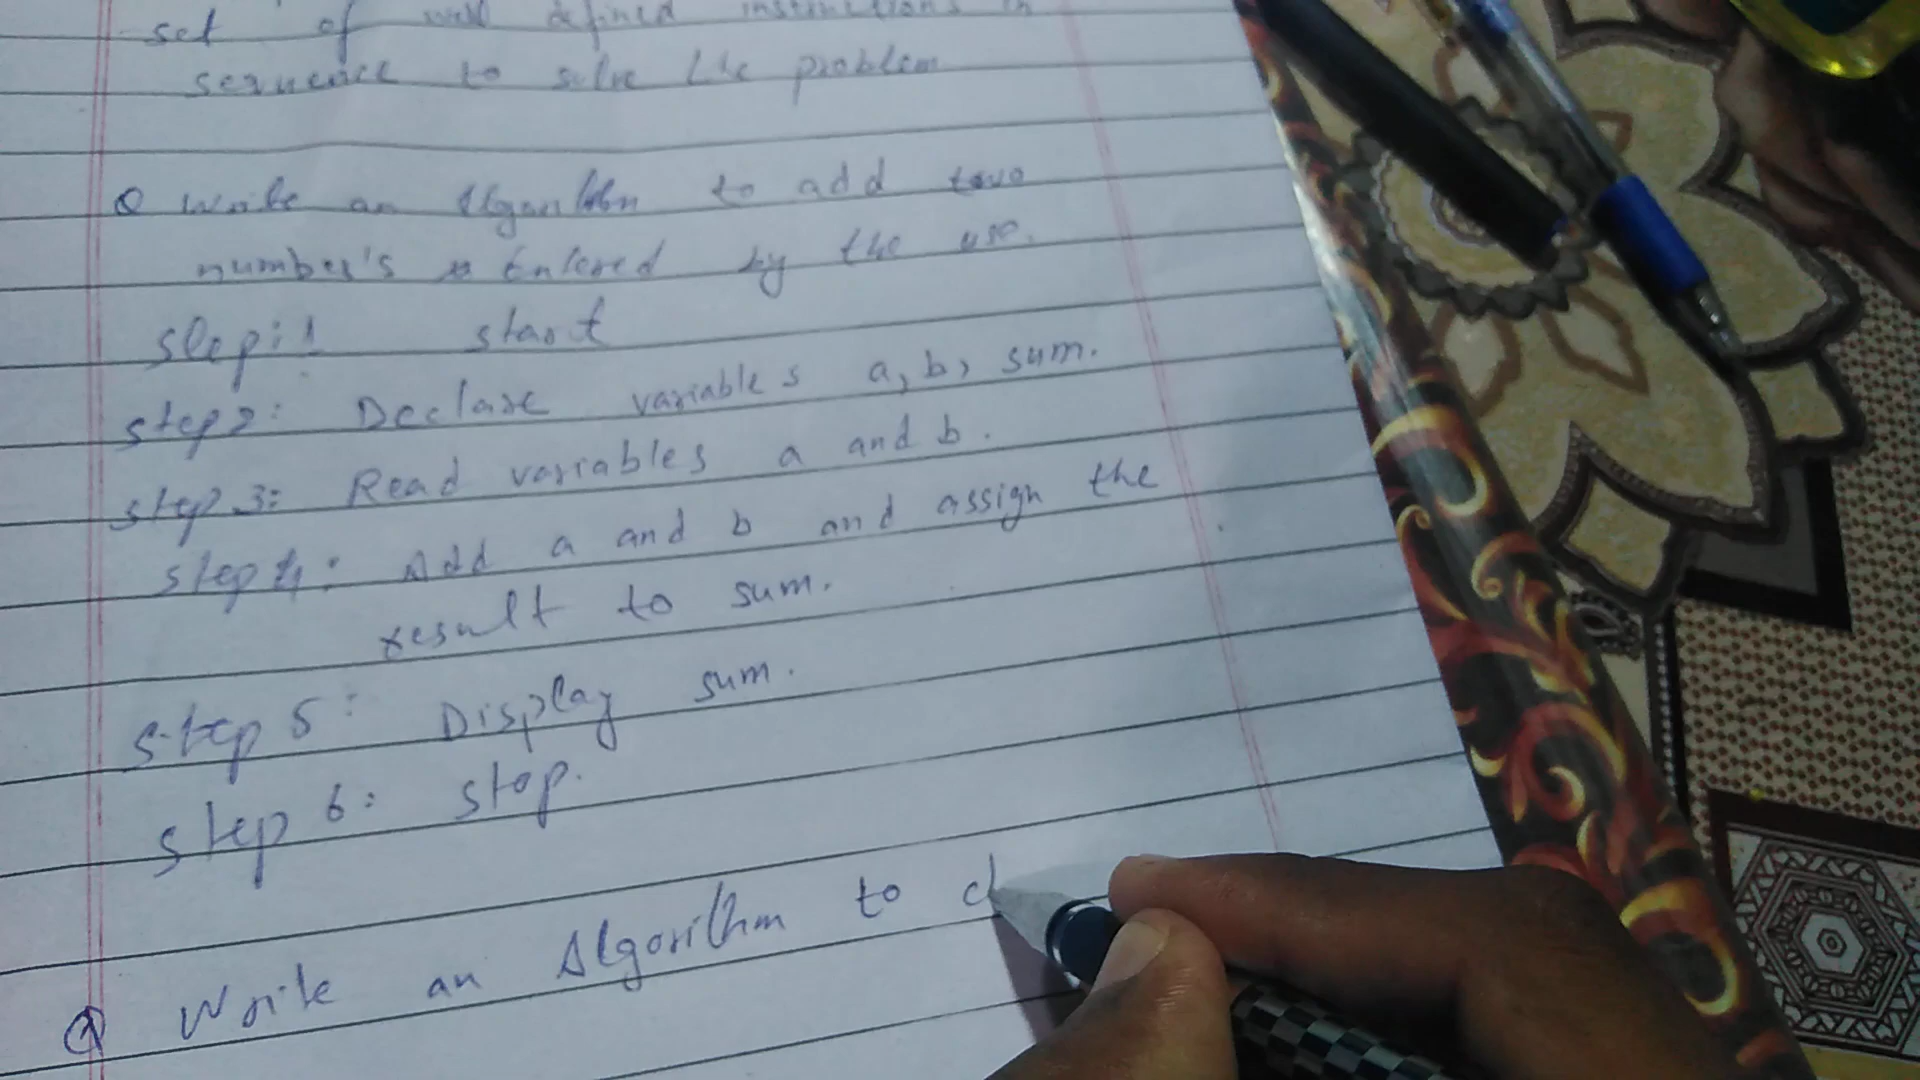 set of well defined instructions in
sequence to solve the problem
Q Write an Algorithm to add two
number's Entered by the use.
step:1 start
step2: Declare variables a, b, sum.
step 3: Read variables a and b.
step 4: Add a and b and assign the
result to sum.
step 5: Display sum.
step 6: stop.
Q Write an Algorithm to